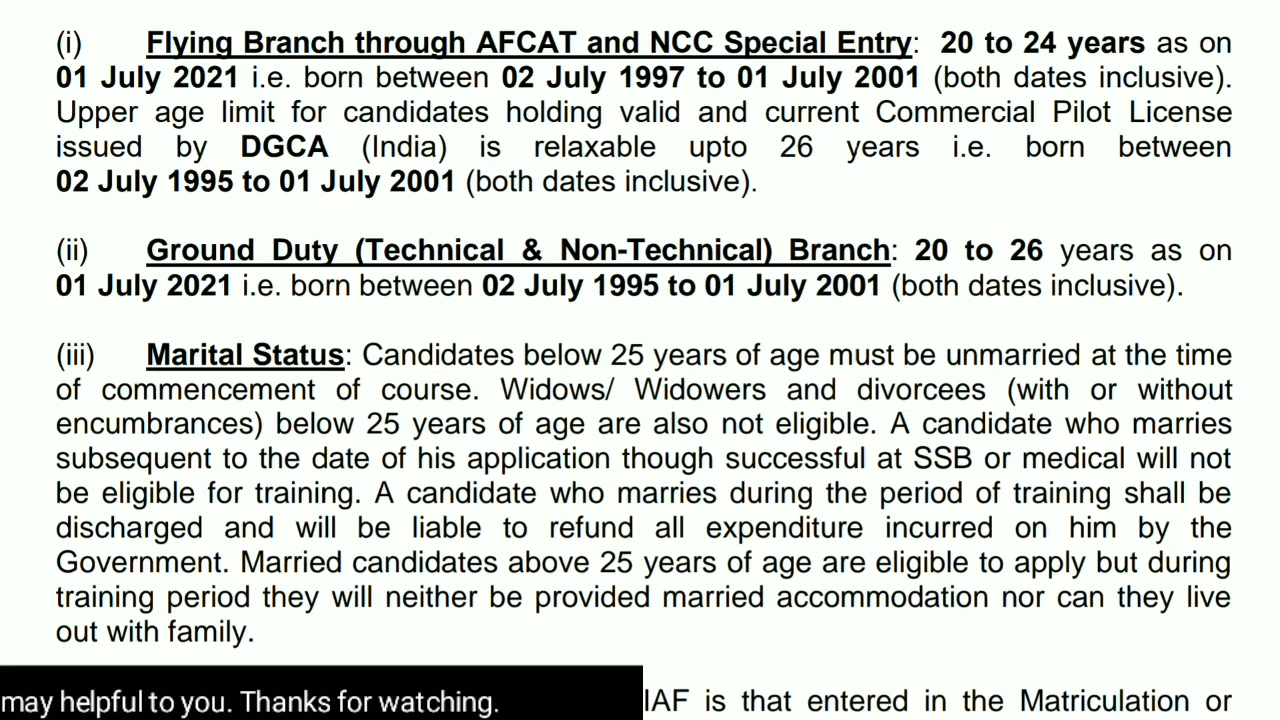 (i) Flying Branch through AFCAT and NCC Special Entry: 20 to 24 years as on
01 July 2021 i.e. born between 02 July 1997 to 01 July 2001 (both dates inclusive).
Upper age limit for candidates holding valid and current Commercial Pilot License
issued by DGCA (India) is relaxable upto 26 years i.e. born between
02 July 1995 to 01 July 2001 (both dates inclusive).
(ii) Ground Duty (Technical & Non-Technical) Branch: 20 to 26 years as on
01 July 2021 i.e. born between 02 July 1995 to 01 July 2001 (both dates inclusive).
(iii) Marital Status: Candidates below 25 years of age must be unmarried at the time
of commencement of course. Widows/ Widowers and divorcees (with or without
encumbrances) below 25 years of age are also not eligible. A candidate who marries
subsequent to the date of his application though successful at SSB or medical will not
be eligible for training. A candidate who marries during the period of training shall be
discharged and will be liable to refund all expenditure incurred on him by the
Government. Married candidates above 25 years of age are eligible to apply but during
training period they will neither be provided married accommodation nor can they live
out with family.
may helpful to you. Thanks for watching.
IAF is that entered in the Matriculation or